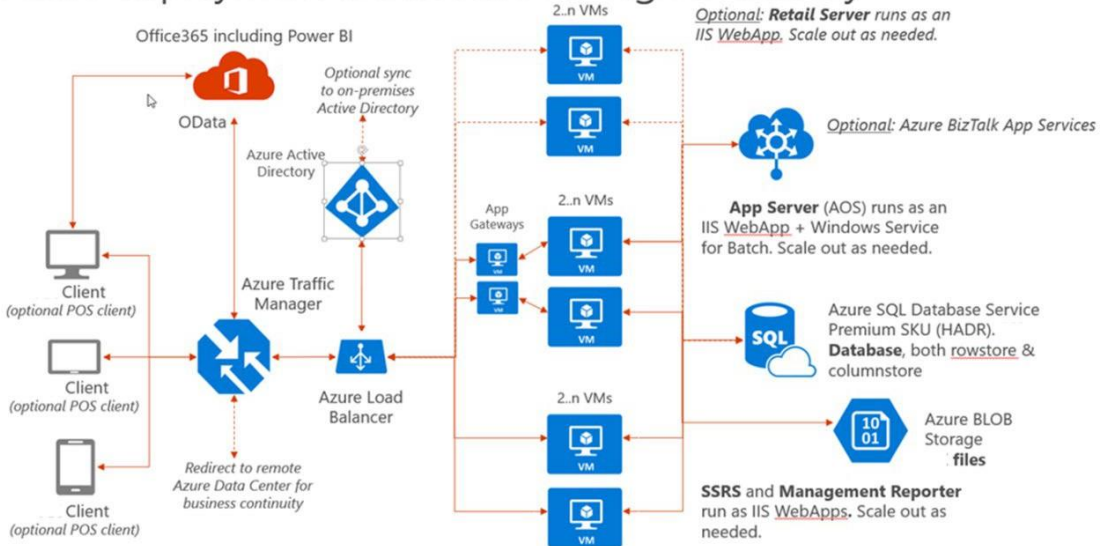 Office365 including Power BI
OData
Optional sync
to on-premises
Active Directory
Azure Active
Directory
Azure Traffic
Manager
Client
(optional POS client)
Client
(optional POS client)
Client
(optional POS client)
Redirect to remote
Azure Data Center for
business continuity
Azure Load
Balancer
App
Gateways
VM
VM
2..n VMs
VM
VM
2..n VMs
VM
VM
2..n VMs
VM
VM
Optional: Retail Server runs as an
IIS WebApp. Scale out as needed.
Optional: Azure BizTalk App Services
App Server (AOS) runs as an
IIS WebApp + Windows Service
for Batch. Scale out as needed.
SQL
Azure SQL Database Service
Premium SKU (HADR).
Database, both rowstore &
columnstore
10
01
Azure BLOB
Storage
files
SSRS and Management Reporter
run as IIS WebApps. Scale out as
needed.